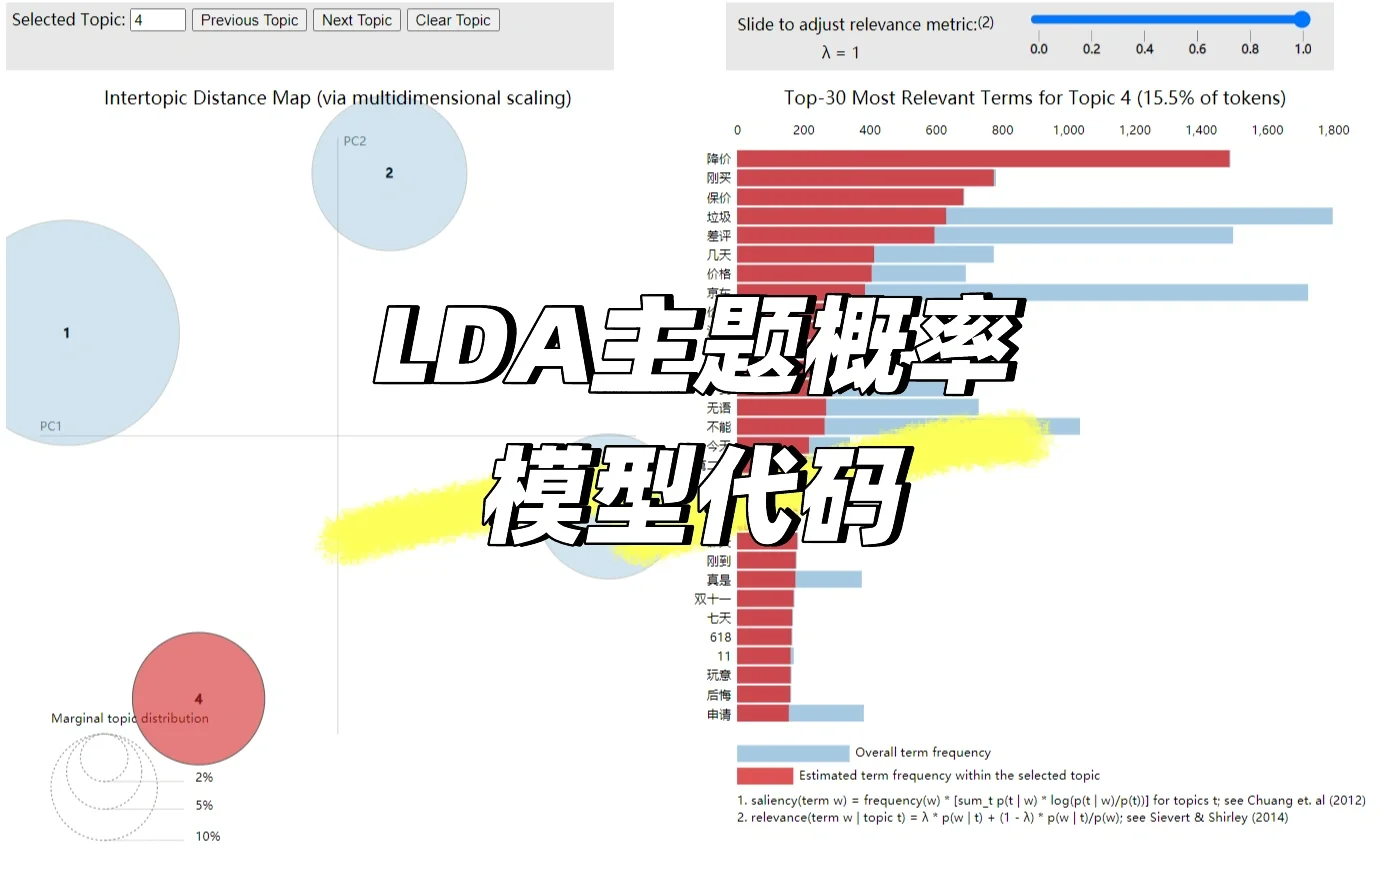 Selected Topic: 4 Previous Topic Next Topic Clear Topic
Slide to adjust relevance metric:(2)
λ = 1
0.0 0.2 0.4 0.6 0.8 1.0
Intertopic Distance Map (via multidimensional scaling)
PC2
2
1
PC1
4
Marginal topic distribution
2%
5%
10%
Top-30 Most Relevant Terms for Topic 4 (15.5% of tokens)
0 200 400 600 800 1,000 1,200 1,400 1,600 1,800
降价
刚买
保价
垃圾
差评
几天
价格
京东
LDA主题概率
无语
不能
今天
模型代码
刚到
真是
双十一
七天
618
11
玩意
后悔
申请
Overall term frequency
Estimated term frequency within the selected topic
1. saliency(term w) = frequency(w) * [sum_t p(t | w) * log(p(t | w)/p(t))] for topics t; see Chuang et. al (2012)
2. relevance(term w | topic t) = λ * p(w | t) + (1 - λ) * p(w | t)/p(w); see Sievert & Shirley (2014)